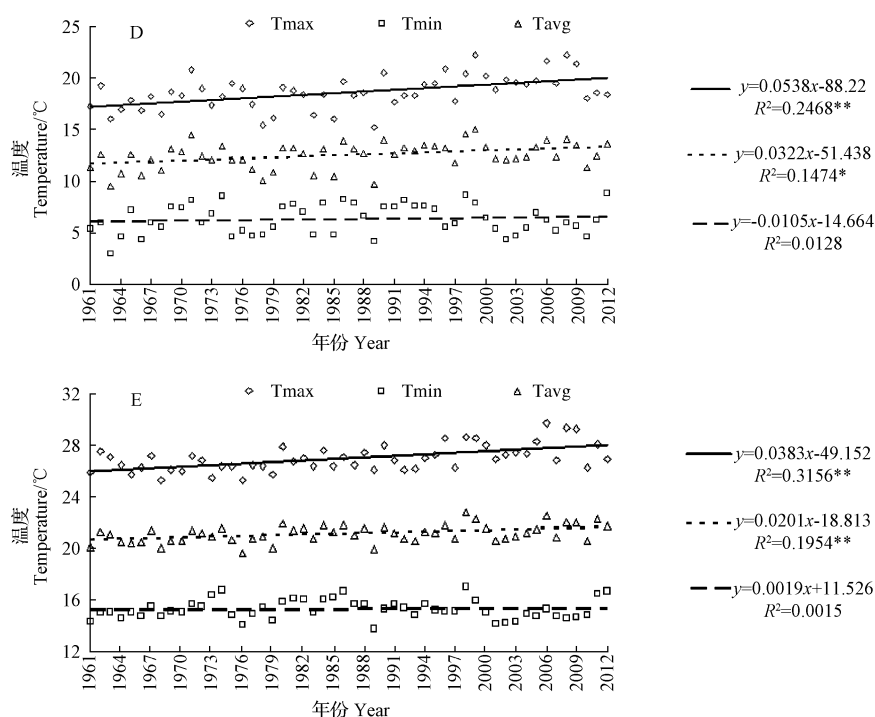 D
Tmax Tmin Tavg
25
20
15
10
5
0
温度
Temperature/℃
1961 1964 1967 1970 1973 1976 1979 1982 1985 1988 1991 1994 1997 2000 2003 2006 2009 2012
年份 Year
y=0.0538x-88.22
R²=0.2468**
y=0.0322x-51.438
R²=0.1474*
y=-0.0105x-14.664
R²=0.0128
E
Tmax Tmin Tavg
32
28
24
20
16
12
温度
Temperature/℃
1961 1964 1967 1970 1973 1976 1979 1982 1985 1988 1991 1994 1997 2000 2003 2006 2009 2012
年份 Year
y=0.0383x-49.152
R²=0.3156**
y=0.0201x-18.813
R²=0.1954**
y=0.0019x+11.526
R²=0.0015